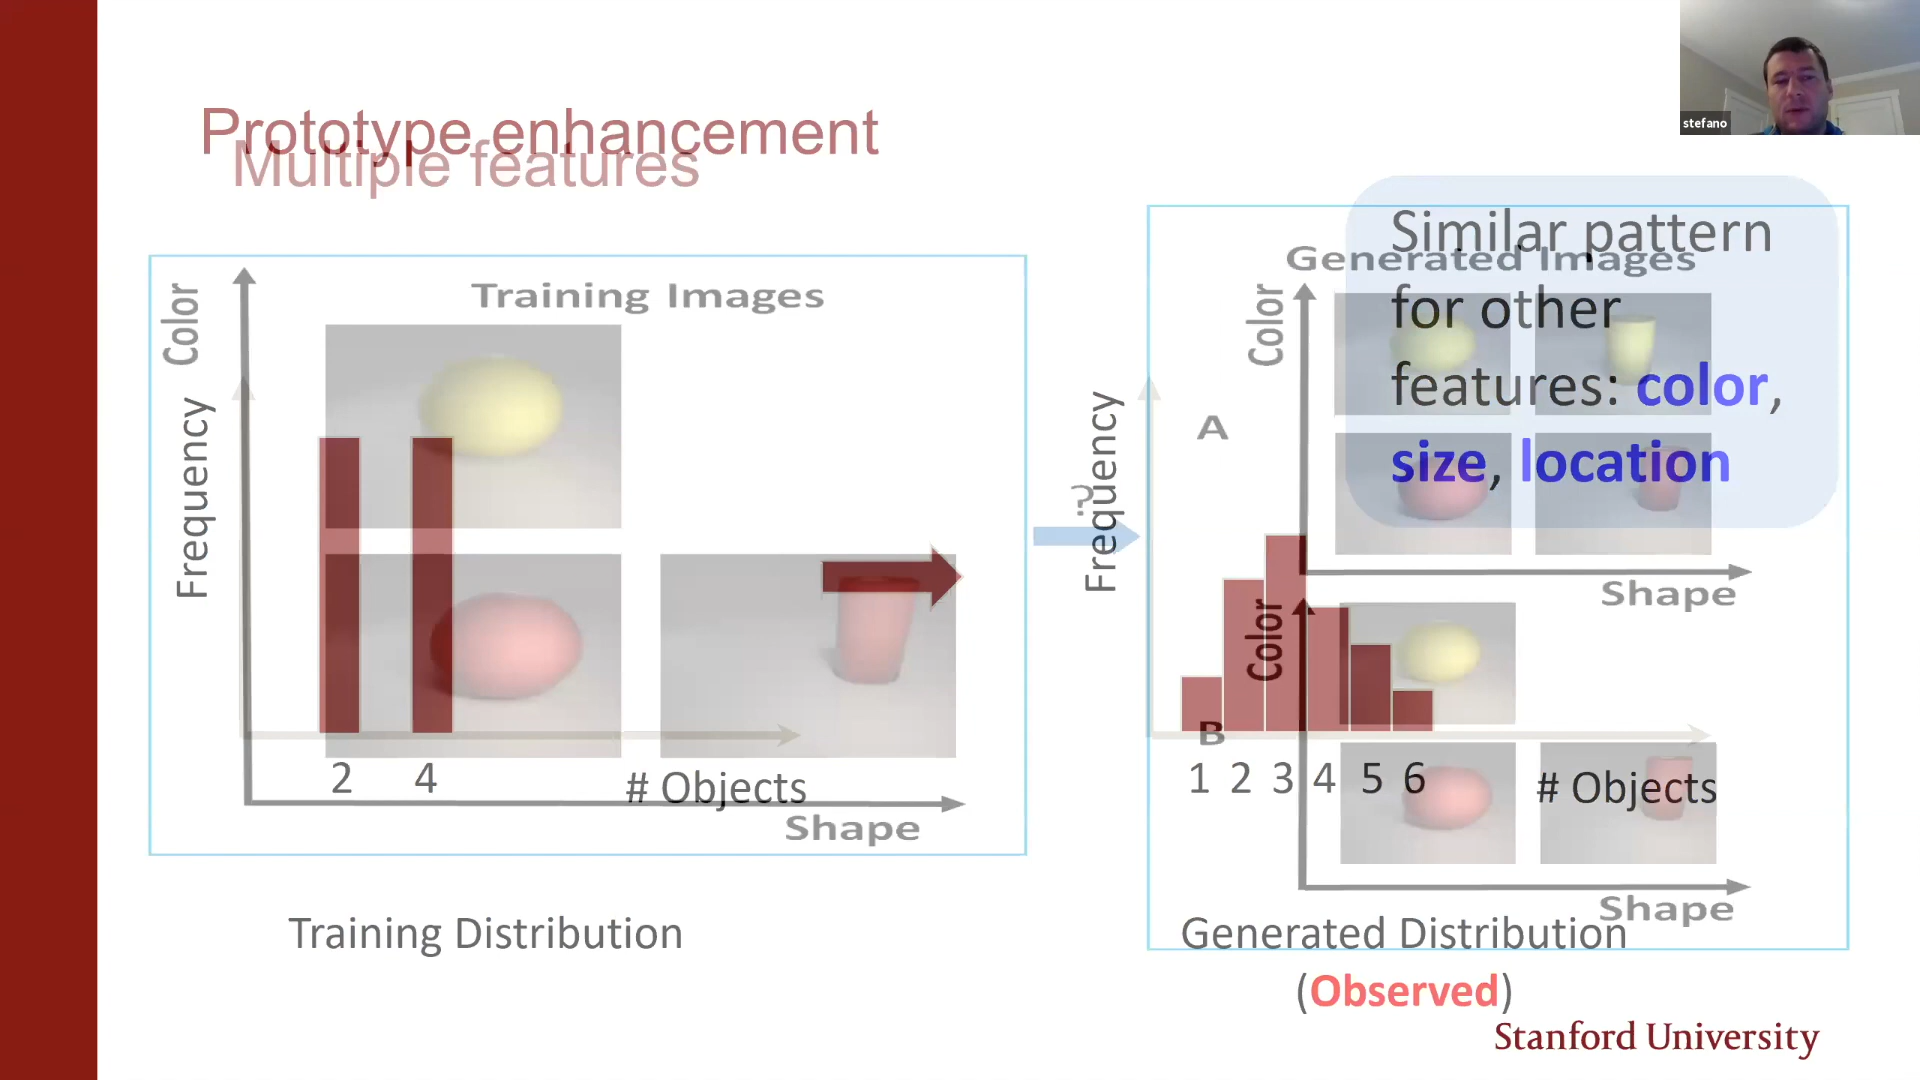 stefano
Prototype enhancement
Multiple features
Color
Training Images
Frequency
2 4
# Objects
Shape
Training Distribution
?
Similar pattern
for other
features: color,
size, location
Generated Images
Color
A
Frequency
Shape
Color
B
1 2 3 4 5 6
# Objects
Shape
Generated Distribution
(Observed)
Stanford University